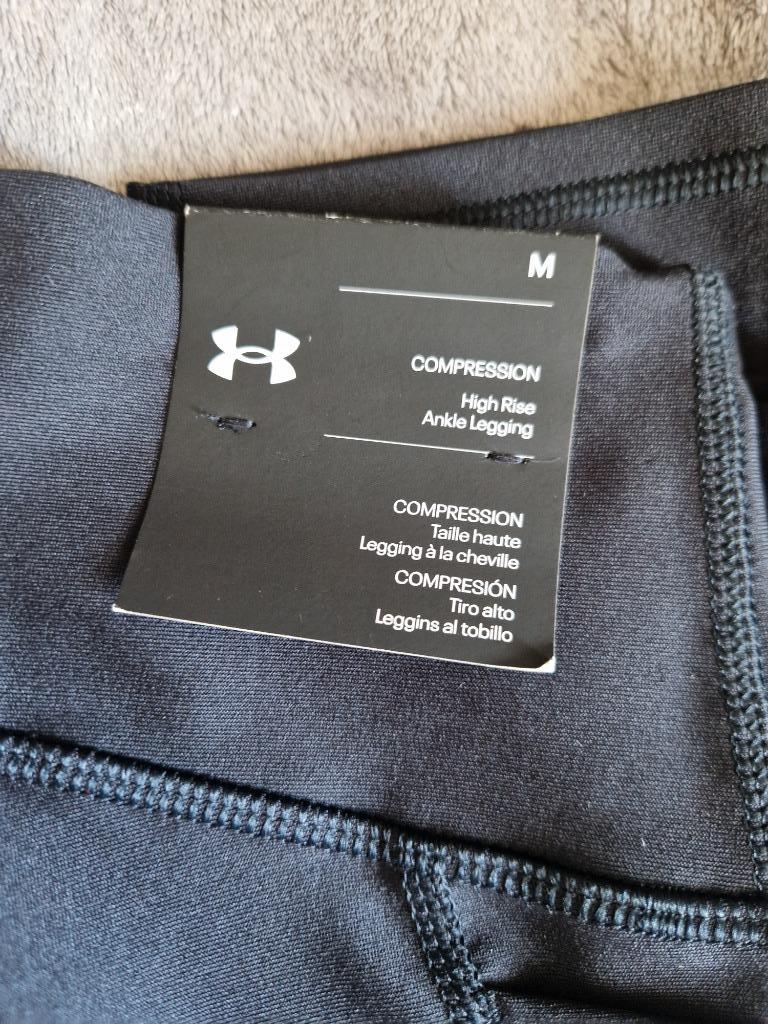 M
COMPRESSION
High Rise
Ankle Legging
COMPRESSION
Taille haute
Legging à la cheville
COMPRESIÓN
Tiro alto
Leggins al tobillo